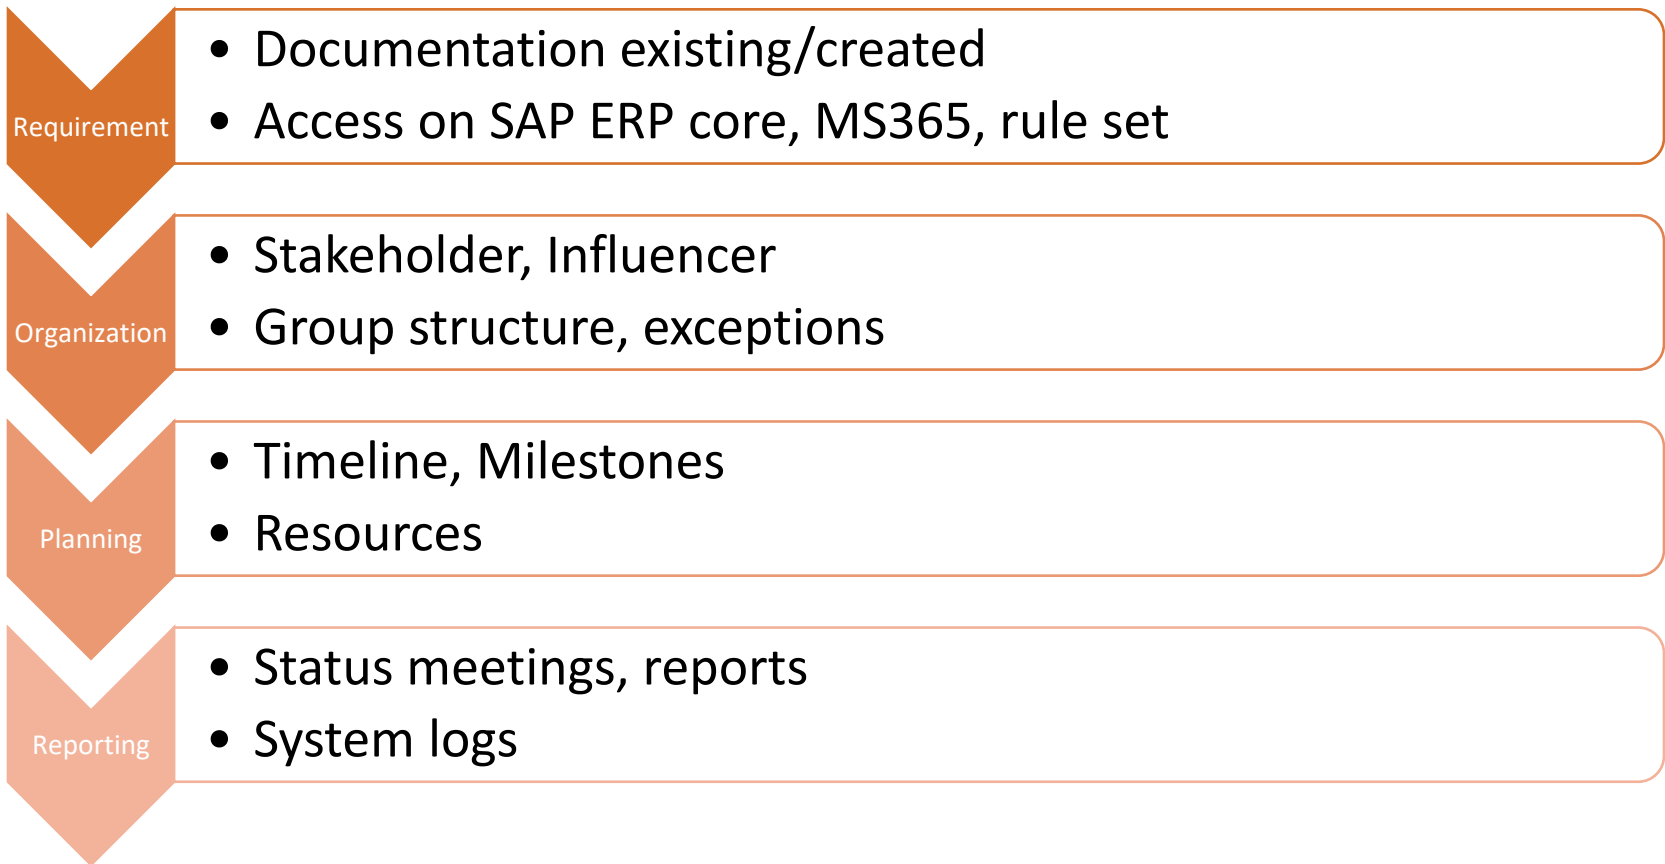 Requirement
• Documentation existing/created
• Access on SAP ERP core, MS365, rule set
Organization
• Stakeholder, Influencer
• Group structure, exceptions
Planning
• Timeline, Milestones
• Resources
Reporting
• Status meetings, reports
• System logs